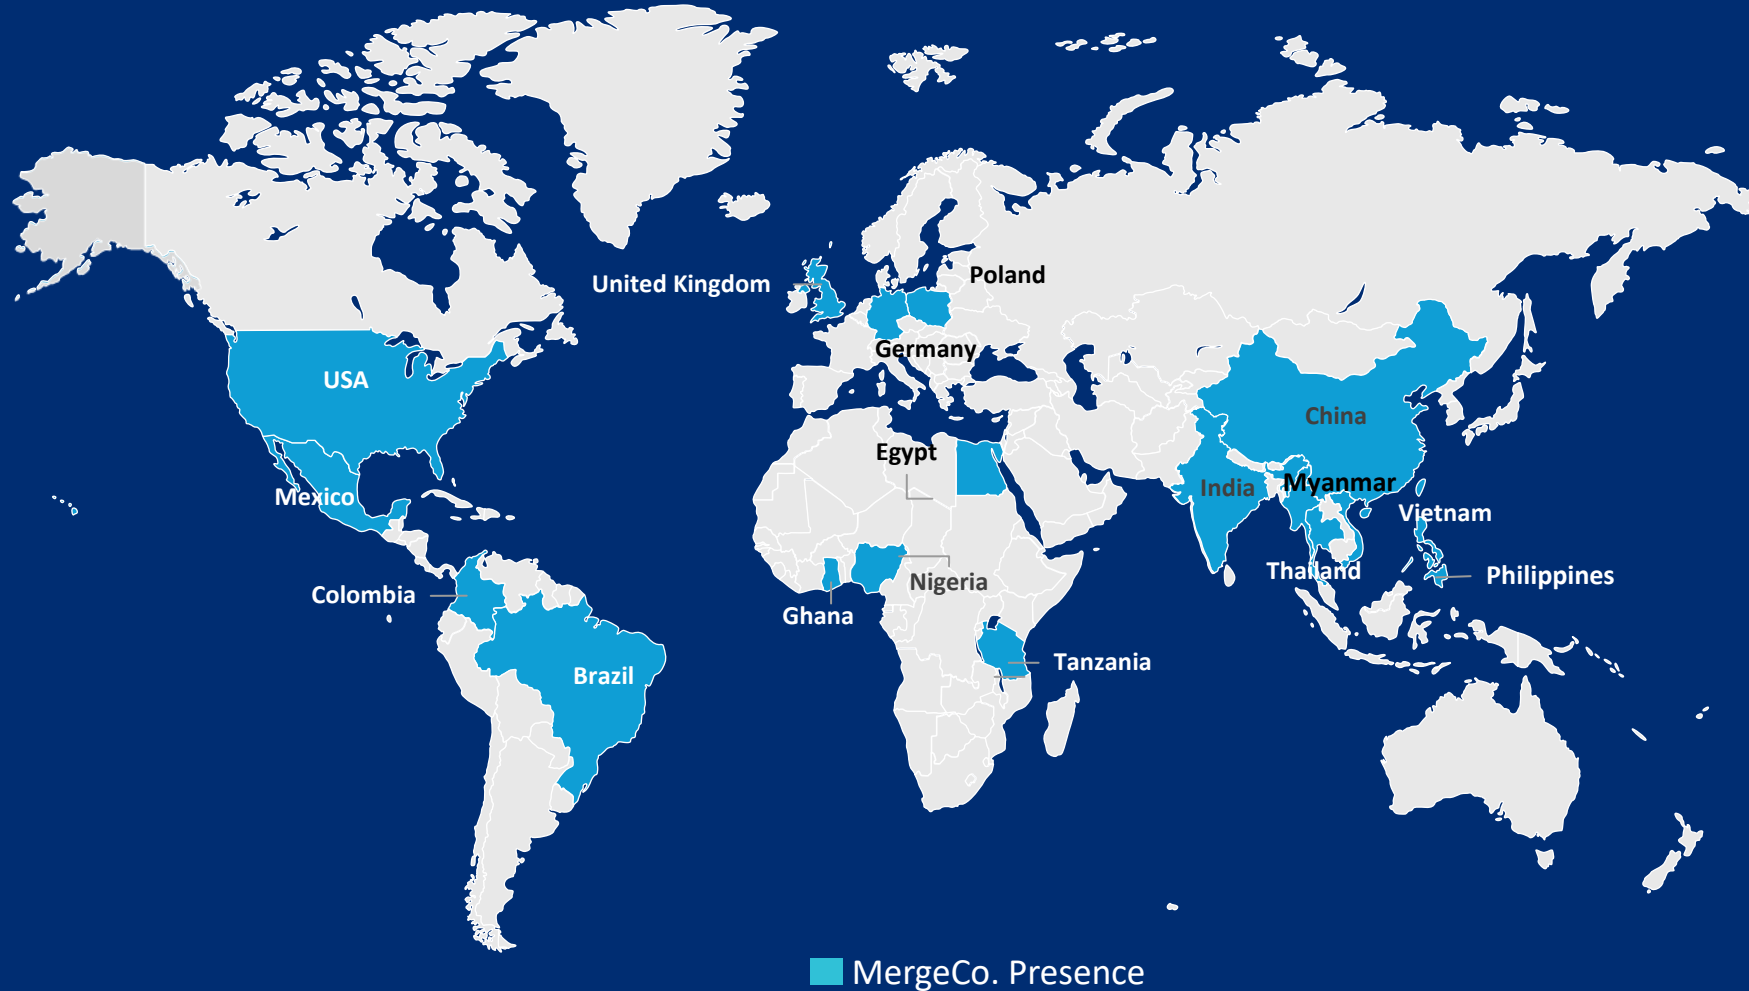 Poland
United Kingdom
Germany
USA
China
Egypt
Myanmar
India
Mexico
Vietnam
Thailand
Philippines
Nigeria
Colombia
Ghana
Tanzania
Brazil
MergeCo. Presence